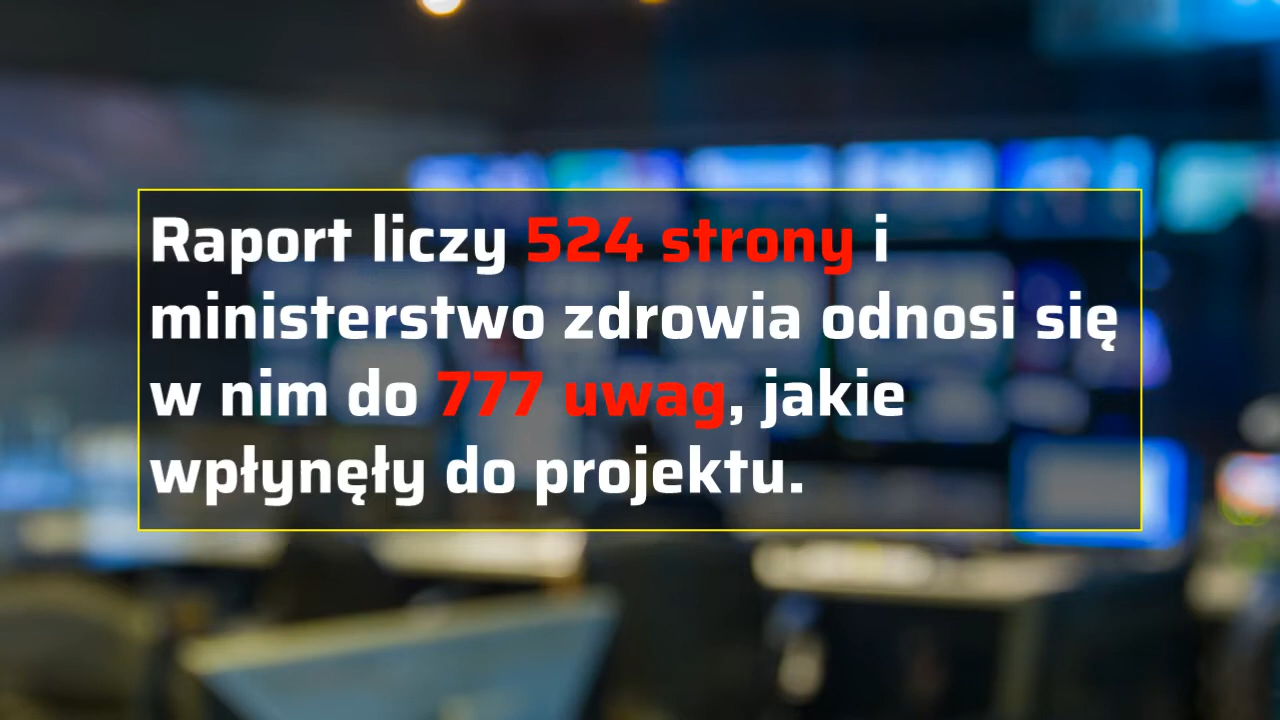 Raport liczy 524 strony i
ministerstwo zdrowia odnosi się
w nim do 777 uwag, jakie
wpłynęły do projektu.